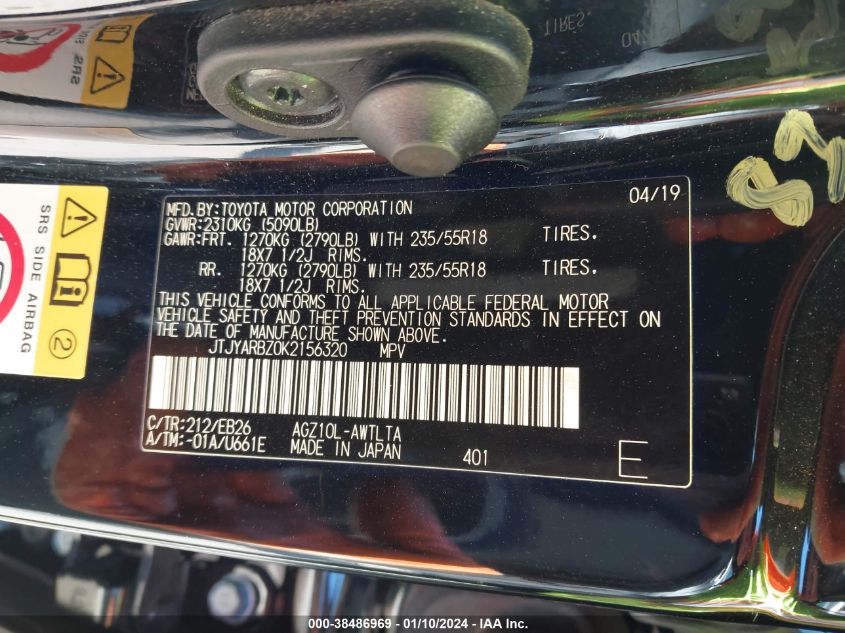 TIRES.
SRS
SRS SIDE AIRBAG
MFD.BY:TOYOTA MOTOR CORPORATION 04/19
GVWR:2310KG (5090LB)
GAWR:FRT. 1270KG (2790LB) WITH 235/55R18 TIRES.
18X7 1/2J RIMS.
RR. 1270KG (2790LB) WITH 235/55R18 TIRES.
18X7 1/2J RIMS.
THIS VEHICLE CONFORMS TO ALL APPLICABLE FEDERAL MOTOR
VEHICLE SAFETY AND THEFT PREVENTION STANDARDS IN EFFECT ON
THE DATE OF MANUFACTURE SHOWN ABOVE.
JTJYARBZ0K2156320 MPV
C/TR:212/EB26 AGZ10L-AWTLTA
A/TM:-01A/U661E MADE IN JAPAN 401 E
000-38486969 - 01/10/2024 - IAAI.com